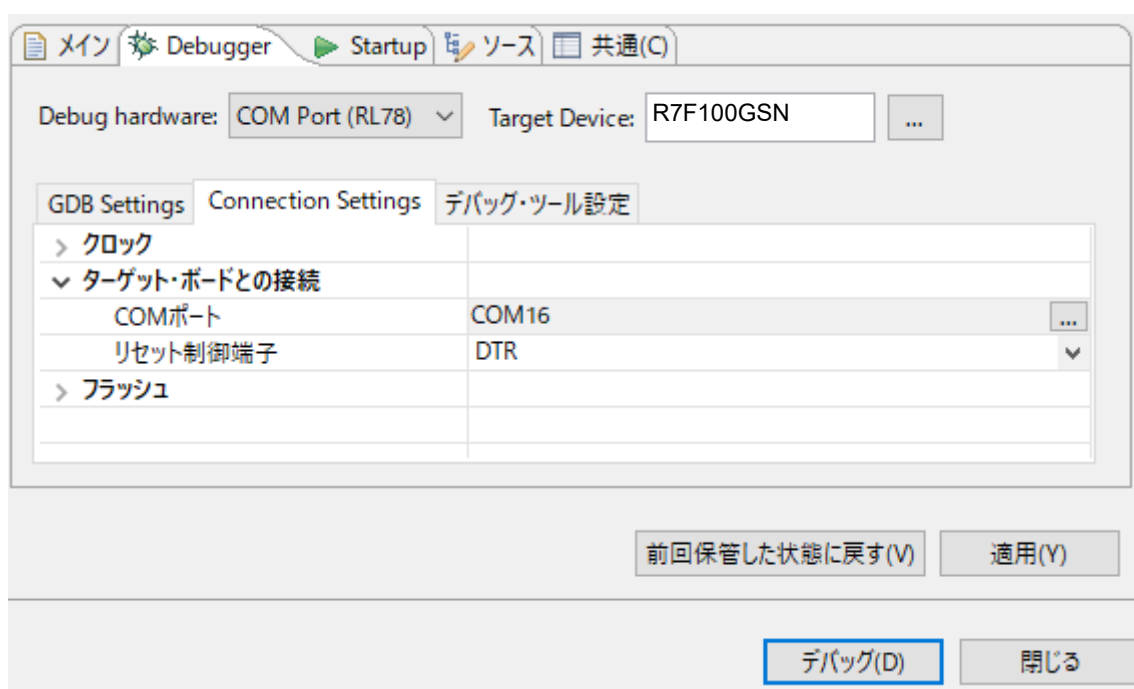 メイン Debugger Startup ソース 共通(C)
Debug hardware: COM Port (RL78) Target Device: R7F100GSN ...
GDB Settings Connection Settings デバッグ・ツール設定
クロック
ターゲット・ボードとの接続
COMポート COM16 ...
リセット制御端子 DTR
フラッシュ
前回保管した状態に戻す(V) 適用(Y)
デバッグ(D) 閉じる